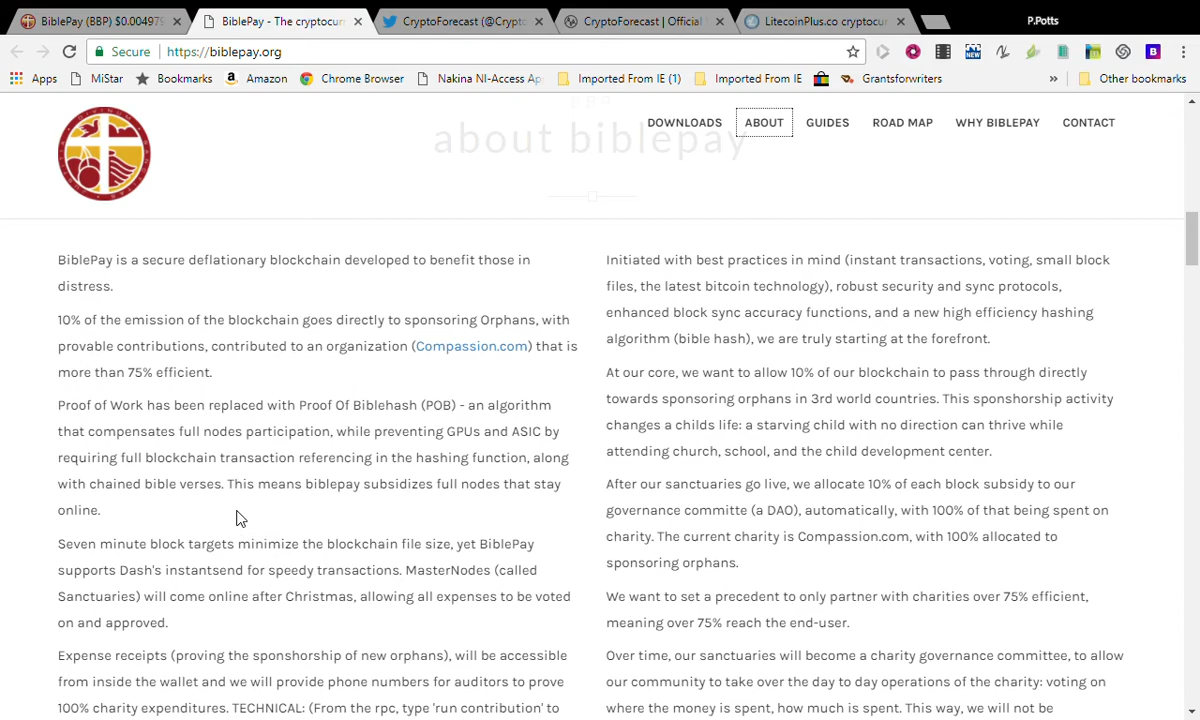 BiblePay (BBP) $0.004979
BiblePay - The cryptocur
CryptoForecast (@Crypto
CryptoForecast | Official
LitecoinPlus.co cryptocur
P.Potts
Secure
https://biblepay.org
Apps
MiStar
Bookmarks
Amazon
Chrome Browser
Nakina NI-Access Ap
Imported From IE (1)
Imported From IE
Grantsforwriters
»
Other bookmarks
BBP
about biblepay
DIDOWNLOADS
ABOUT
GUIDES
ROAD MAP
WHY BIBLEPAY
CONTACT
BiblePay is a secure deflationary blockchain developed to benefit those in
distress.
10% of the emission of the blockchain goes directly to sponsoring Orphans, with
provable contributions, contributed to an organization (Compassion.com) that is
more than 75% efficient.
Proof of Work has been replaced with Proof Of Biblehash (POB) - an algorithm
that compensates full nodes participation, while preventing GPUs and ASIC by
requiring full blockchain transaction referencing in the hashing function, along
with chained bible verses. This means biblepay subsidizes full nodes that stay
online.
Seven minute block targets minimize the blockchain file size, yet BiblePay
supports Dash's instantsend for speedy transactions. MasterNodes (called
Sanctuaries) will come online after Christmas, allowing all expenses to be voted
on and approved.
Expense receipts (proving the sponshorship of new orphans), will be accessible
from inside the wallet and we will provide phone numbers for auditors to prove
100% charity expenditures. TECHNICAL: (From the rpc, type 'run contribution' to
Initiated with best practices in mind (instant transactions, voting, small block
files, the latest bitcoin technology), robust security and sync protocols,
enhanced block sync accuracy functions, and a new high efficiency hashing
algorithm (bible hash), we are truly starting at the forefront.
At our core, we want to allow 10% of our blockchain to pass through directly
towards sponsoring orphans in 3rd world countries. This sponshorship activity
changes a childs life: a starving child with no direction can thrive while
attending church, school, and the child development center.
After our sanctuaries go live, we allocate 10% of each block subsidy to our
governance committe (a DAO), automatically, with 100% of that being spent on
charity. The current charity is Compassion.com, with 100% allocated to
sponsoring orphans.
We want to set a precedent to only partner with charities over 75% efficient,
meaning over 75% reach the end-user.
Over time, our sanctuaries will become a charity governance committee, to allow
our community to take over the day to day operations of the charity: voting on
where the money is spent, how much is spent. This way, we will not be